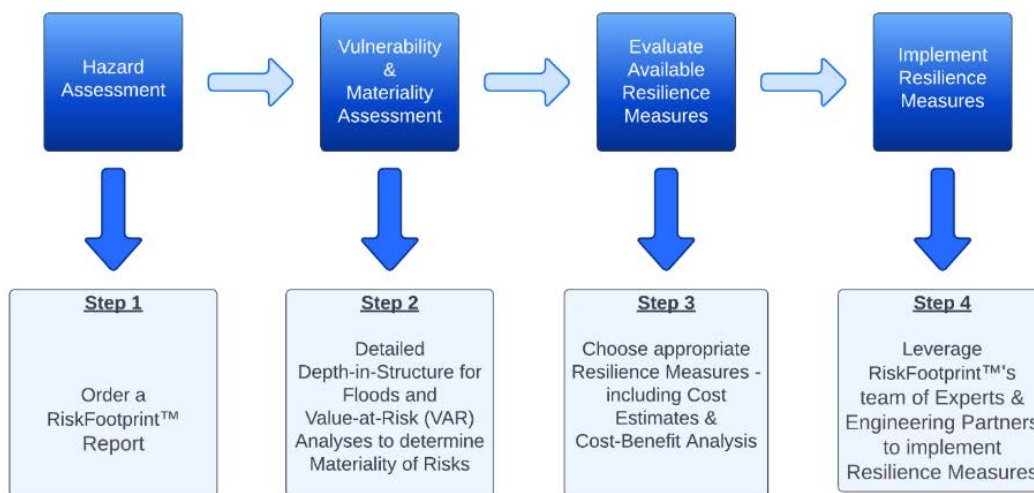 Hazard
Assessment
Vulnerability
&
Materiality
Assessment
Evaluate
Available
Resilience
Measures
Implement
Resilience
Measures
Step 1
Order a
RiskFootprint™
Report
Step 2
Detailed
Depth-in-Structure for
Floods and
Value-at-Risk (VAR)
Analyses to determine
Materiality of Risks
Step 3
Choose appropriate
Resilience Measures -
including Cost
Estimates &
Cost-Benefit Analysis
Step 4
Leverage
RiskFootprint™'s
team of Experts &
Engineering Partners
to implement
Resilience Measures